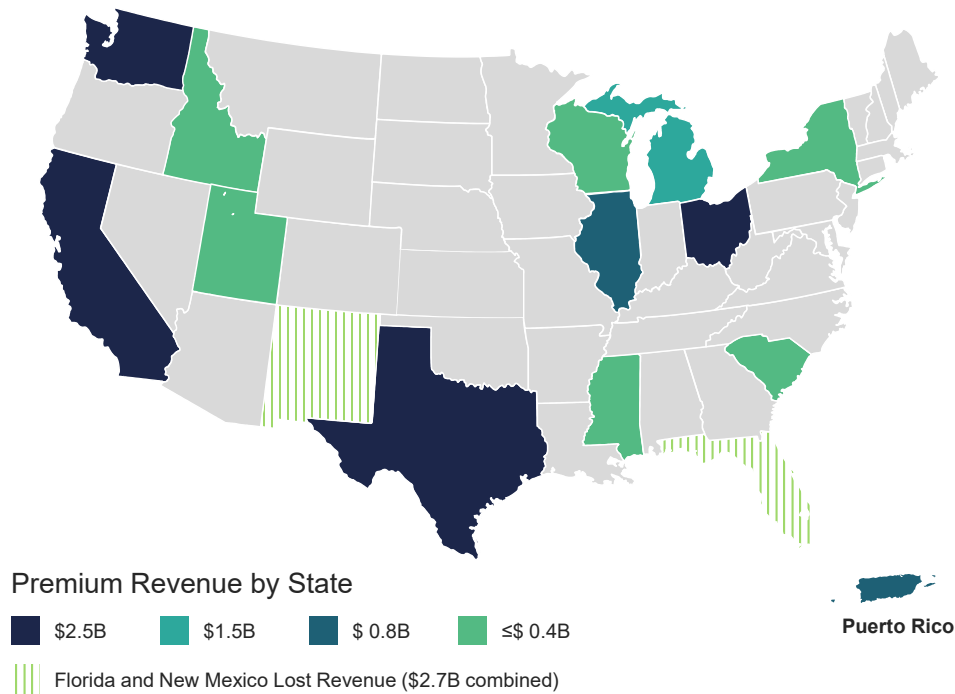 Puerto Rico
Premium Revenue by State
$2.5B
$1.5B
$ 0.8B
≤$ 0.4B
Florida and New Mexico Lost Revenue ($2.7B combined)